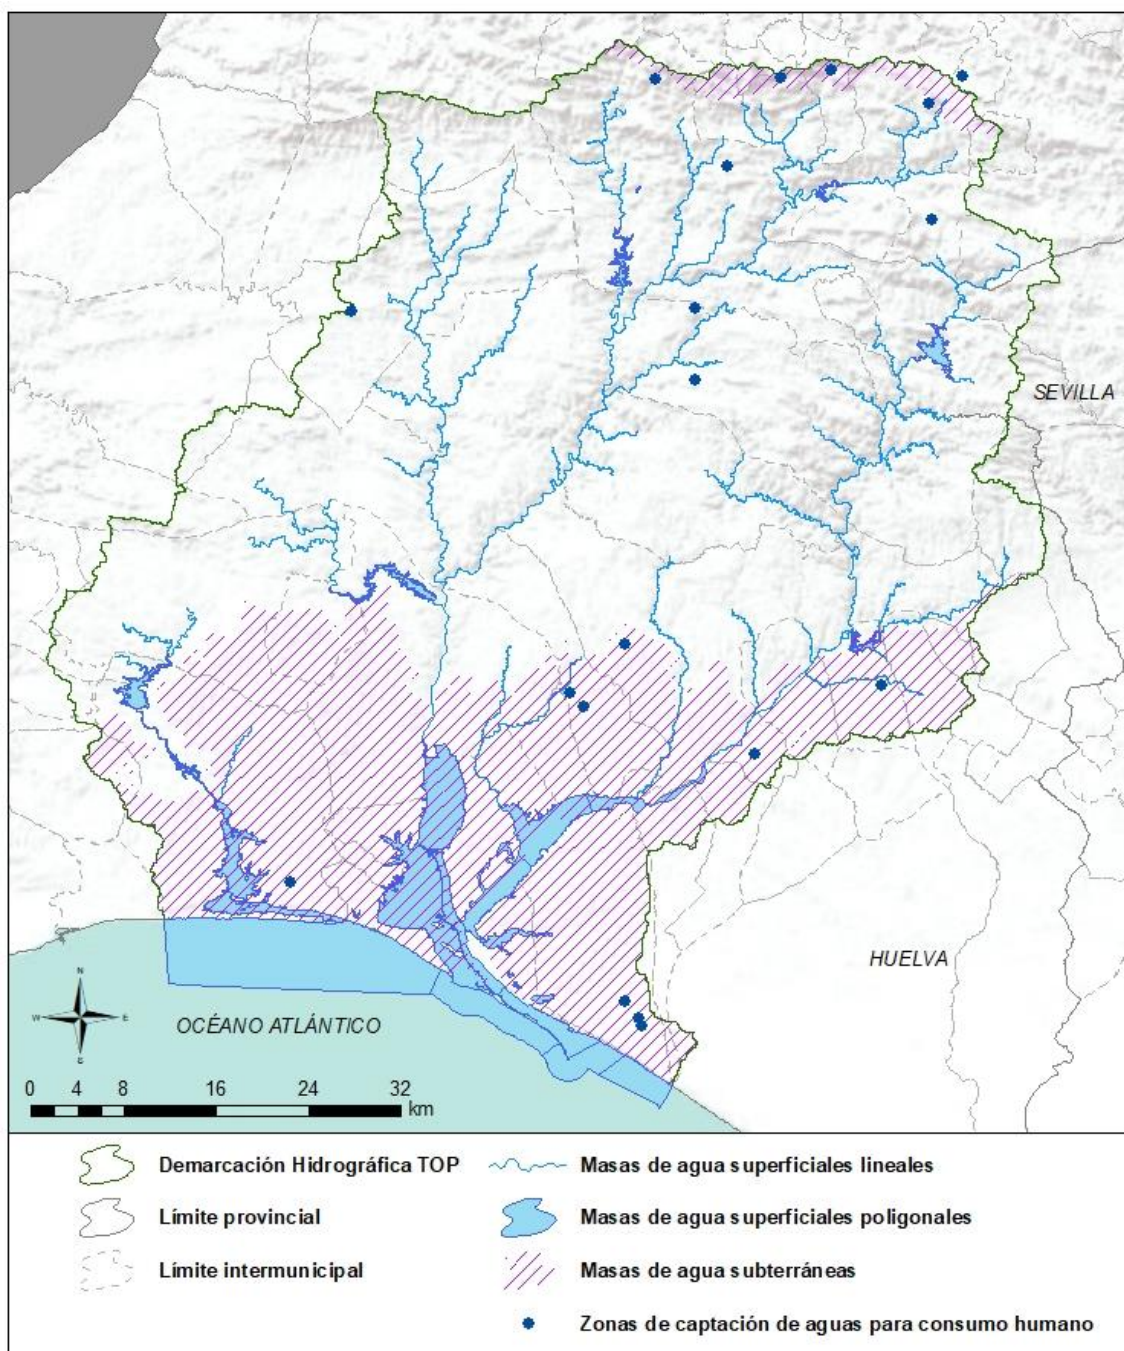 SEVILLA
HUELVA
N
W E
S
OCÉANO ATLÁNTICO
0 4 8 16 24 32
km
Demarcación Hidrográfica TOP
Masas de agua superficiales lineales
Límite provincial
Masas de agua superficiales poligonales
Límite intermunicipal
Masas de agua subterráneas
Zonas de captación de aguas para consumo humano